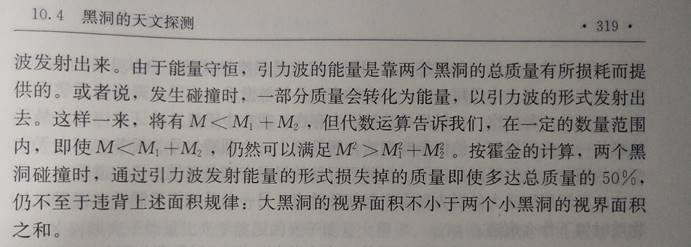 10.4 黑洞的天文探测 · 319 ·
波发射出来。由于能量守恒，引力波的能量是靠两个黑洞的总质量有所损耗而提
供的。或者说，发生碰撞时，一部分质量会转化为能量，以引力波的形式发射出
去。这样一来，将有 M＜M₁＋M₂，但代数运算告诉我们，在一定的数量范围
内，即使 M＜M₁＋M₂，仍然可以满足 M²＞M₁²＋M₂²。按霍金的计算，两个黑
洞碰撞时，通过引力波发射能量的形式损失掉的质量即使多达总质量的 50%，
仍不至于违背上述面积规律：大黑洞的视界面积不小于两个小黑洞的视界面积
之和。